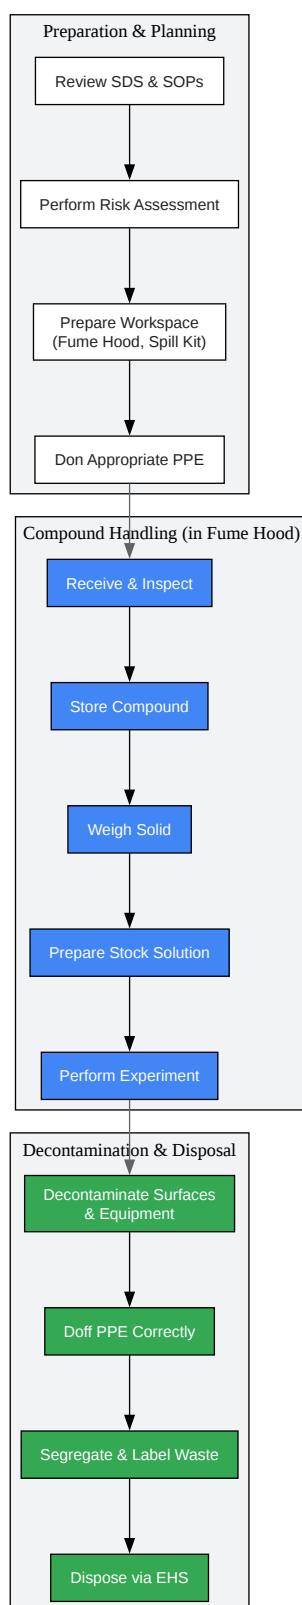 Preparation & Planning
Review SDS & SOPs
Perform Risk Assessment
Prepare Workspace
(Fume Hood, Spill Kit)
Don Appropriate PPE
Compound Handling (in Fume Hood)
Receive & Inspect
Store Compound
Weigh Solid
Prepare Stock Solution
Perform Experiment
Decontamination & Disposal
Decontaminate Surfaces
& Equipment
Doff PPE Correctly
Segregate & Label Waste
Dispose via EHS